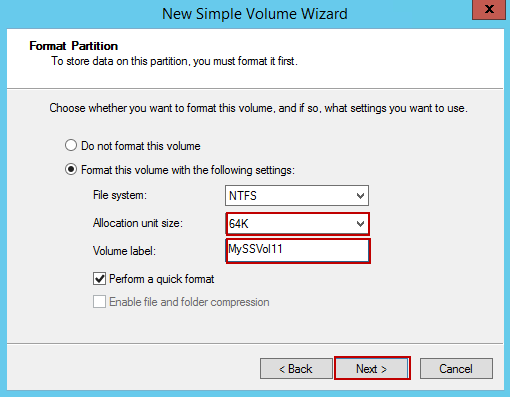 New Simple Volume Wizard
x
Format Partition
To store data on this partition, you must format it first.
Choose whether you want to format this volume, and if so, what settings you want to use.
Do not format this volume
Format this volume with the following settings:
File system: NTFS
Allocation unit size: 64K
Volume label: MySSVol11
Perform a quick format
Enable file and folder compression
< Back Next > Cancel